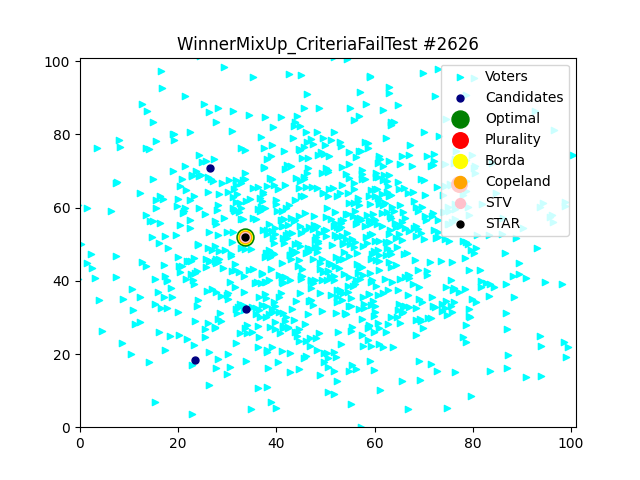 WinnerMixUp_CriteriaFailTest #2626
100
80
60
40
20
0
0
20
40
60
80
100
Voters
Candidates
Optimal
Plurality
Borda
Copeland
STV
STAR